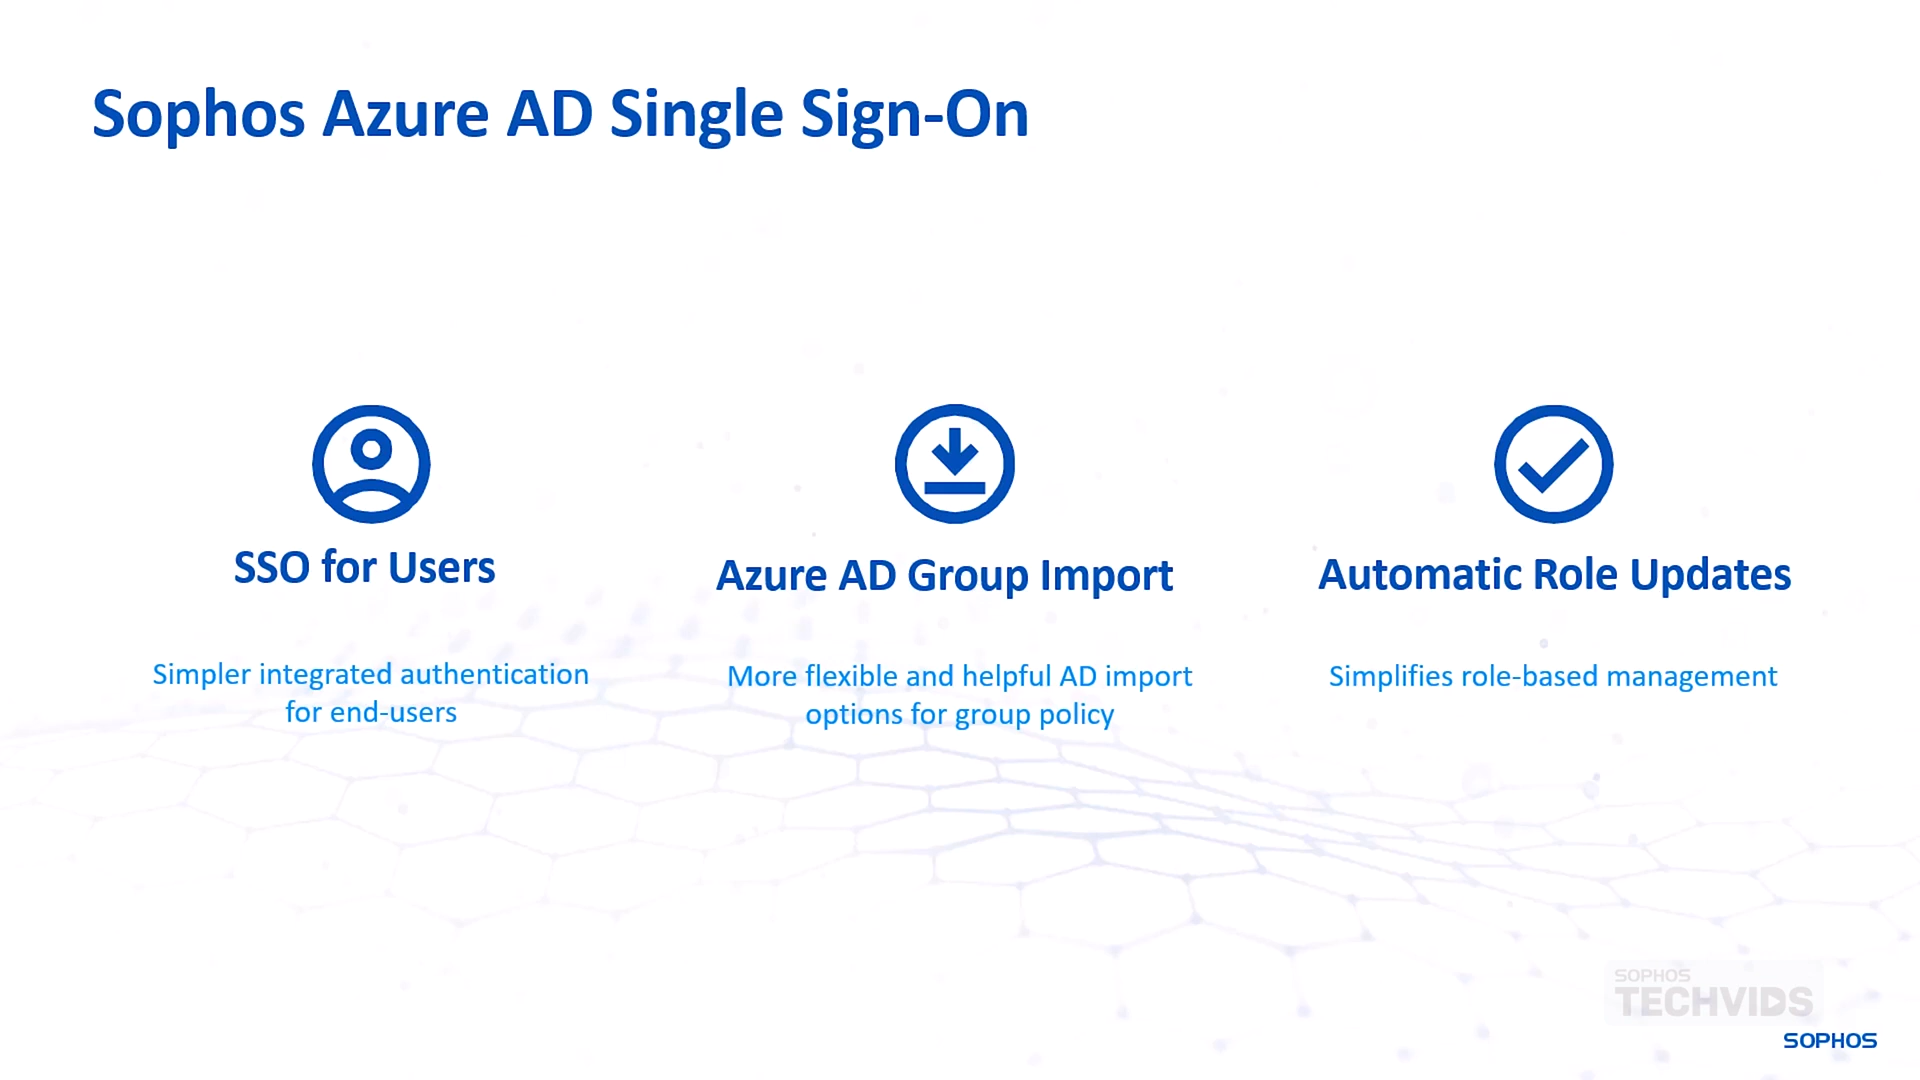 Sophos Azure AD Single Sign-On
SSO for Users
Simpler integrated authentication
for end-users
Azure AD Group Import
More flexible and helpful AD import
options for group policy
Automatic Role Updates
Simplifies role-based management
SOPHOS
TECHVIDS
SOPHOS